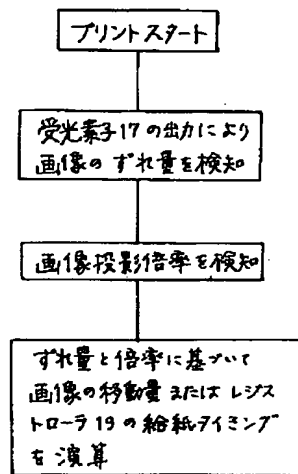 プリントスタート
受光素子17の出力により
画像のずれ量を検知
画像投影倍率を検知
ずれ量と倍率に基づいて
画像の移動量またはレジス
トローラ19の給紙タイミング
を演算